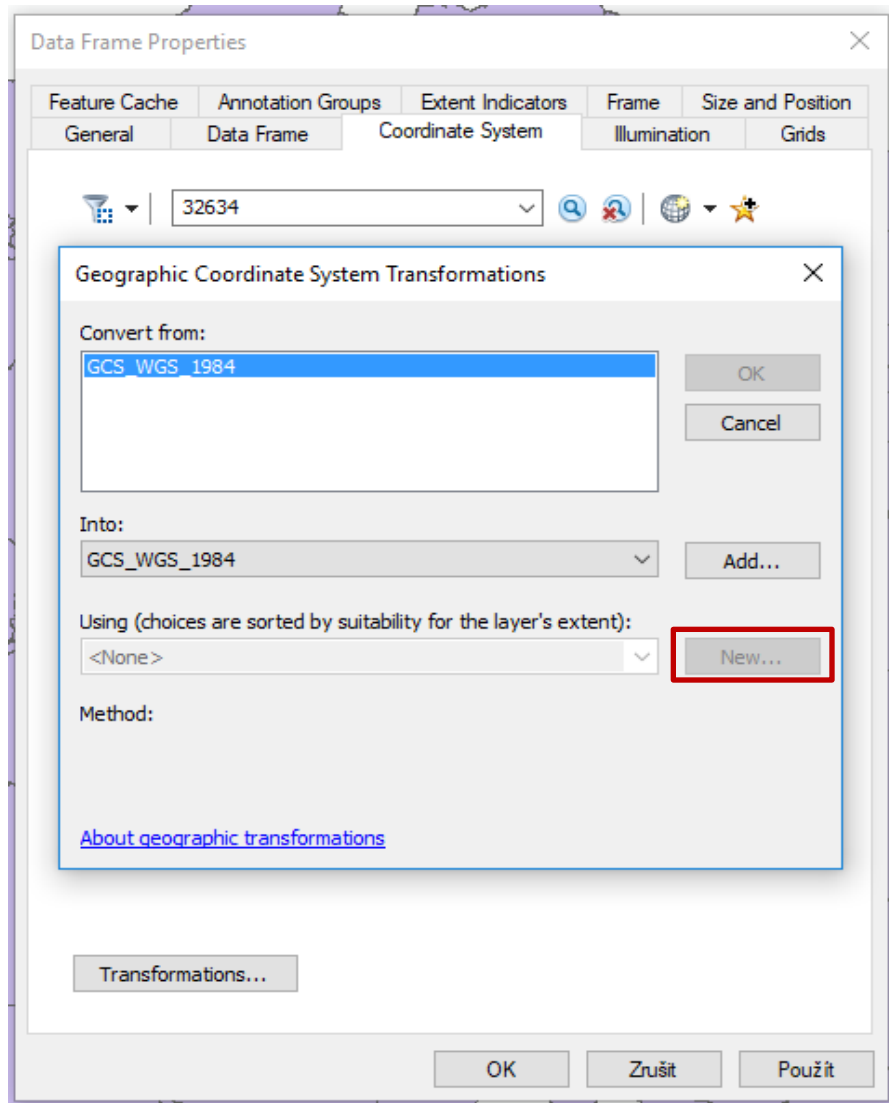 Data Frame Properties
Feature Cache Annotation Groups Extent Indicators Frame Size and Position
General Data Frame Coordinate System Illumination Grids
32634
Geographic Coordinate System Transformations
Convert from:
GCS_WGS_1984
OK
Cancel
Into:
GCS_WGS_1984
Add...
Using (choices are sorted by suitability for the layer's extent):
<None>
New...
Method:
About geographic transformations
Transformations...
OK Zrušit Použít